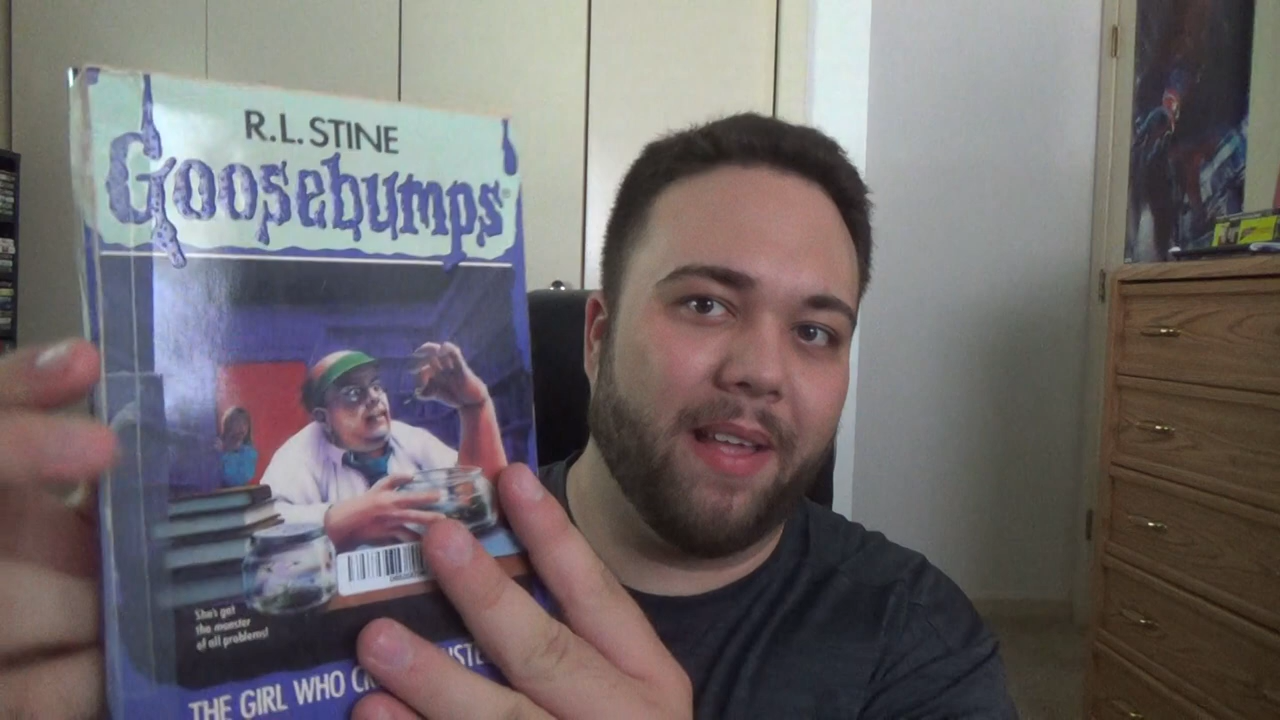 R.L. STINE
Goosebumps
She's got
the monster
of all problems!
THE GIRL WHO